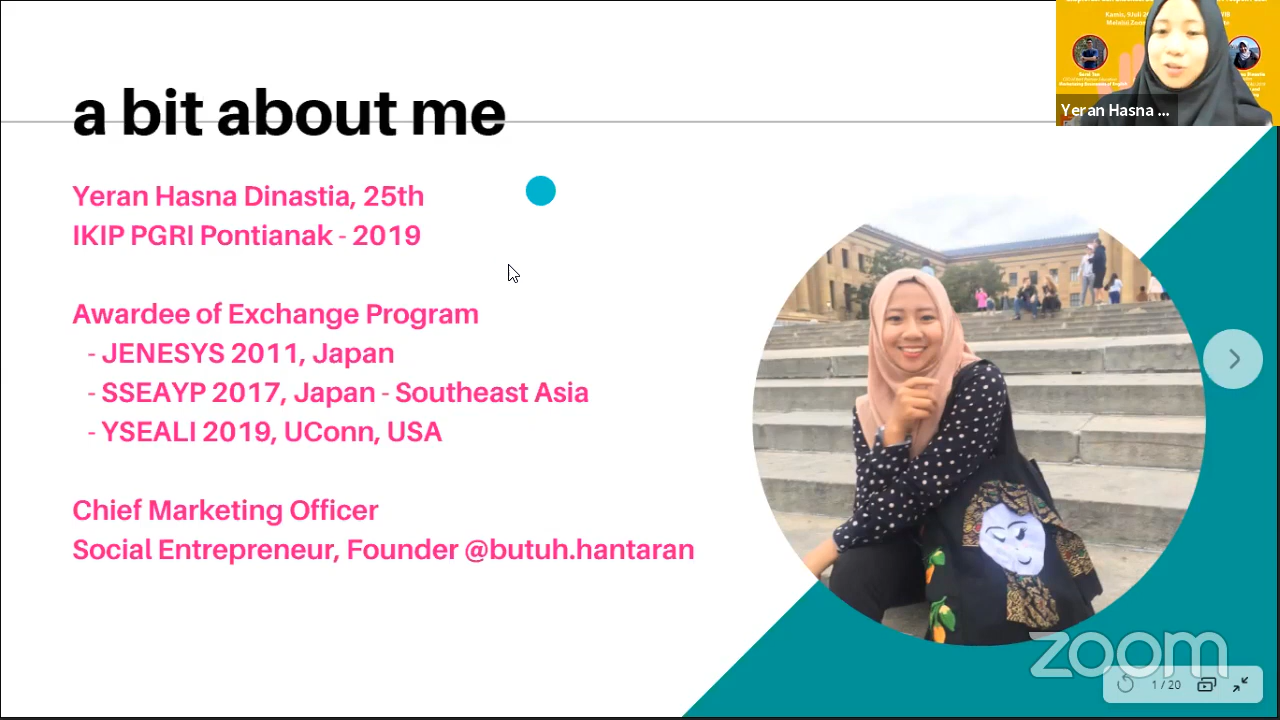 a bit about me
Yeran Hasna Dinastia, 25th
IKIP PGRI Pontianak - 2019
Awardee of Exchange Program
- JENESYS 2011, Japan
- SSEAYP 2017, Japan - Southeast Asia
- YSEALI 2019, UConn, USA
Chief Marketing Officer
Social Entrepreneur, Founder @butuh.hantaran
Yeran Hasna ...
zoom
1 / 20